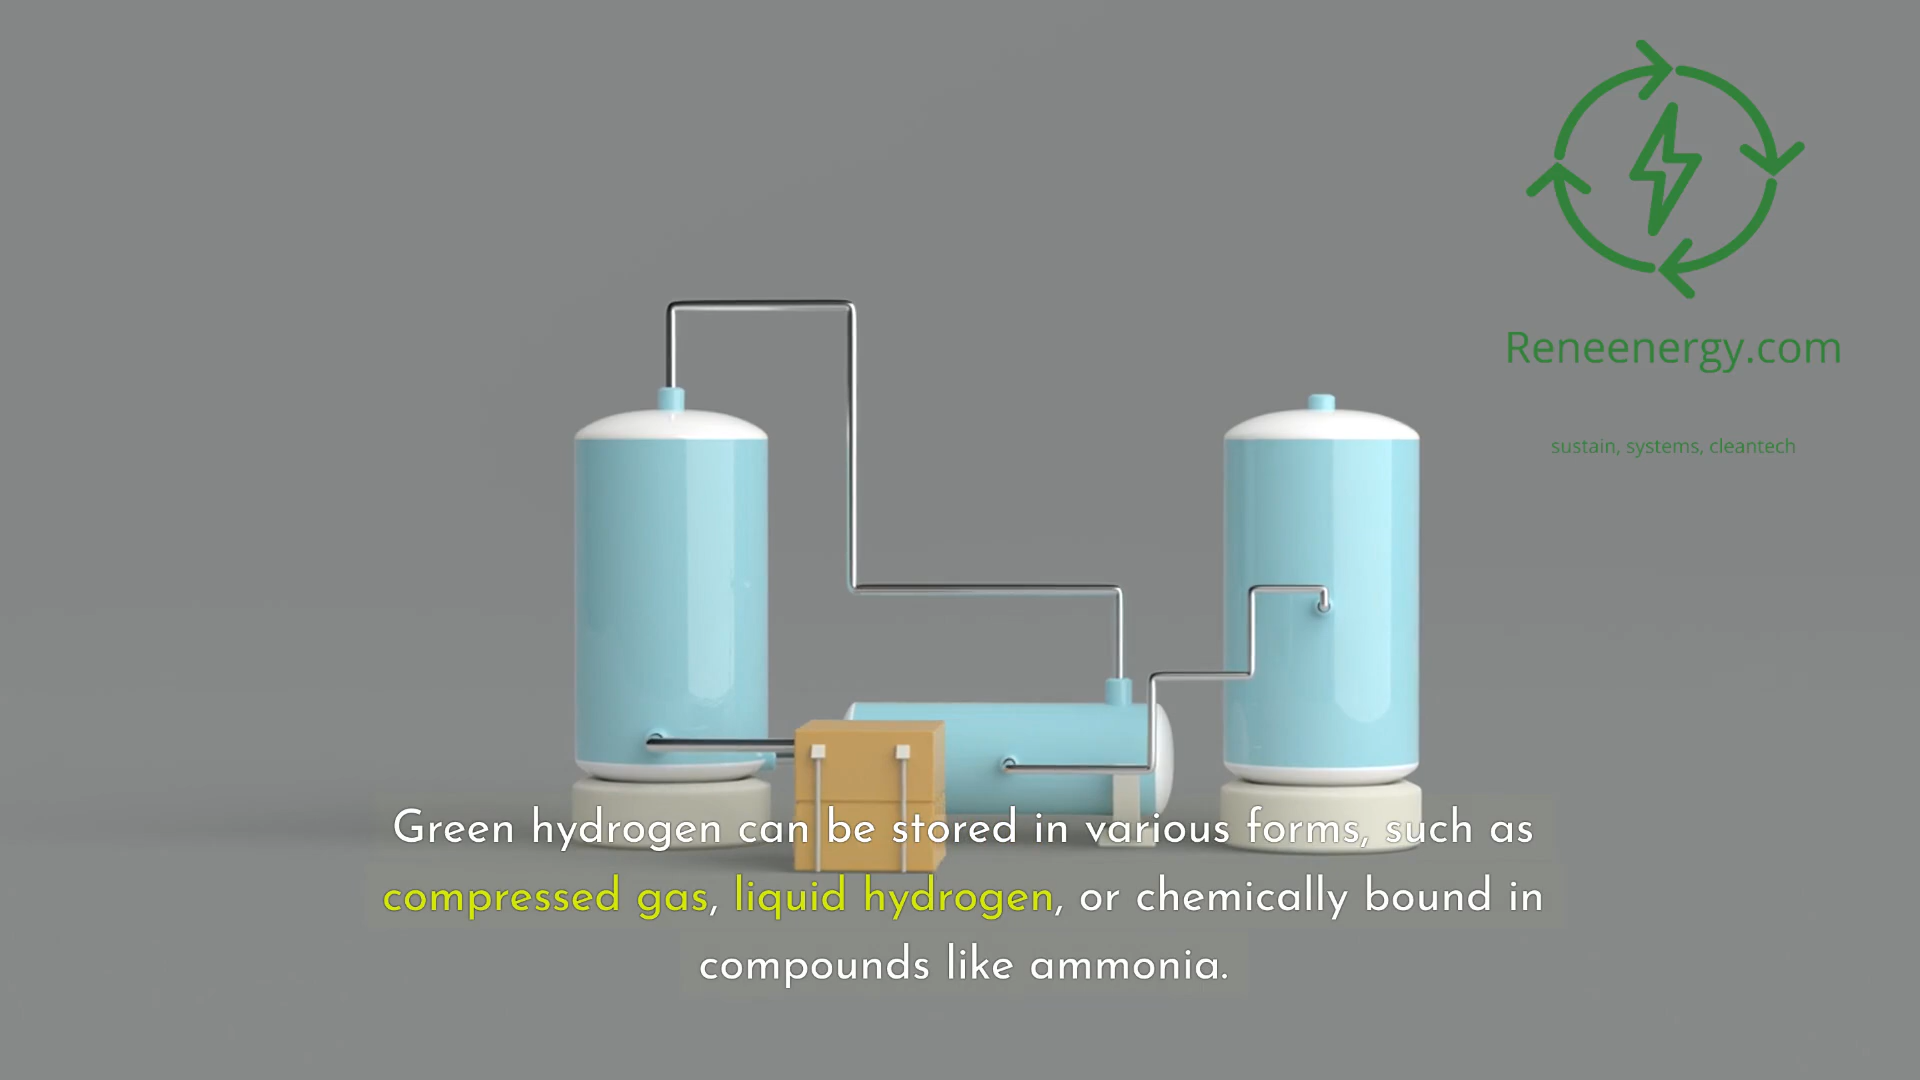 Reneenergy.com
sustain, systems, cleantech
Green hydrogen can be stored in various forms, such as
compressed gas, liquid hydrogen, or chemically bound in
compounds like ammonia.